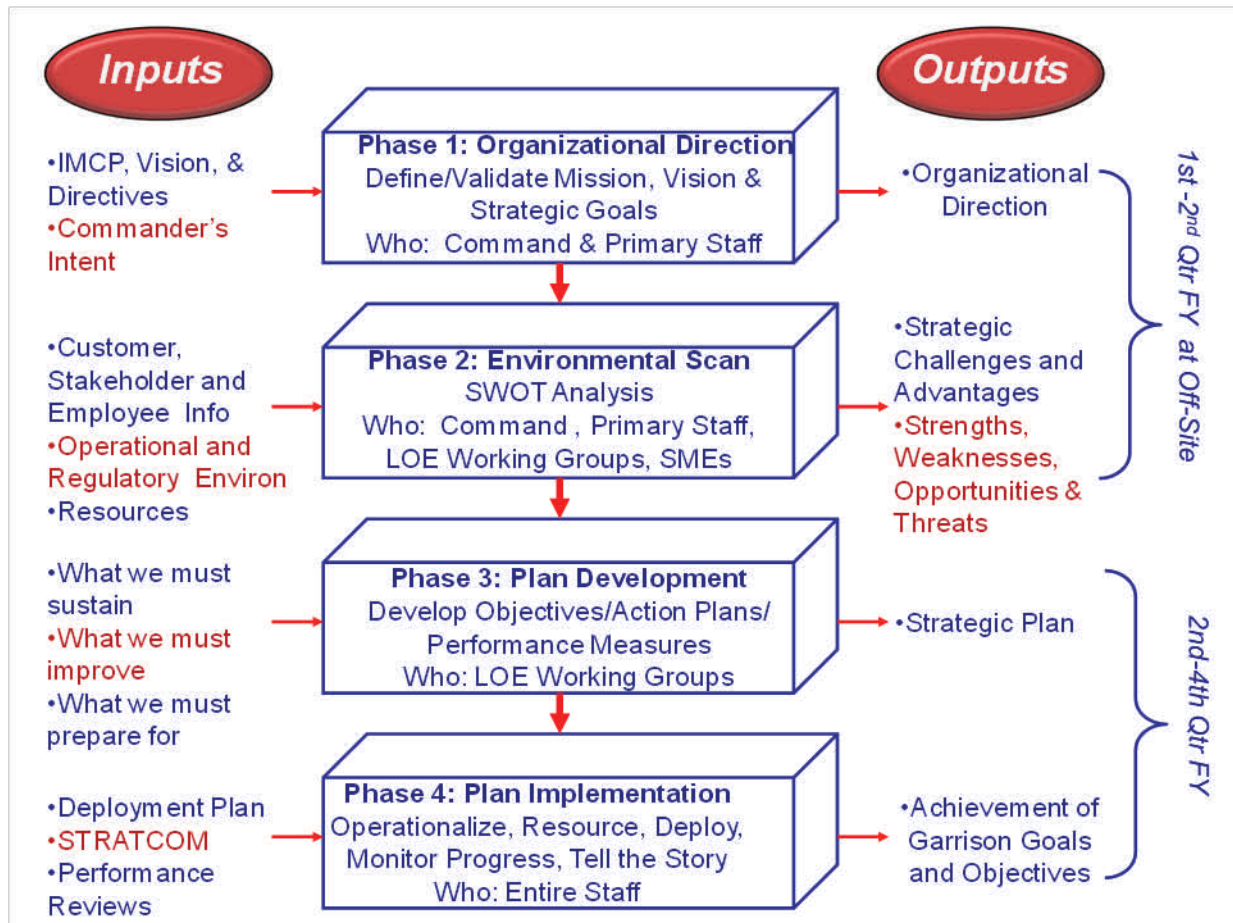 Inputs
Outputs
•IMCP, Vision, &
Directives
•Commander's
Intent
Phase 1: Organizational Direction
Define/Validate Mission, Vision &
Strategic Goals
Who: Command & Primary Staff
•Organizational
Direction
•Customer,
Stakeholder and
Employee Info
•Operational and
Regulatory Environ
•Resources
Phase 2: Environmental Scan
SWOT Analysis
Who: Command , Primary Staff,
LOE Working Groups, SMEs
•Strategic
Challenges and
Advantages
•Strengths,
Weaknesses,
Opportunities &
Threats
1st -2nd Qtr FY at Off-Site
•What we must
sustain
•What we must
improve
•What we must
prepare for
Phase 3: Plan Development
Develop Objectives/Action Plans/
Performance Measures
Who: LOE Working Groups
•Strategic Plan
•Deployment Plan
•STRATCOM
•Performance
Reviews
Phase 4: Plan Implementation
Operationalize, Resource, Deploy,
Monitor Progress, Tell the Story
Who: Entire Staff
•Achievement of
Garrison Goals
and Objectives
2nd-4th Qtr FY